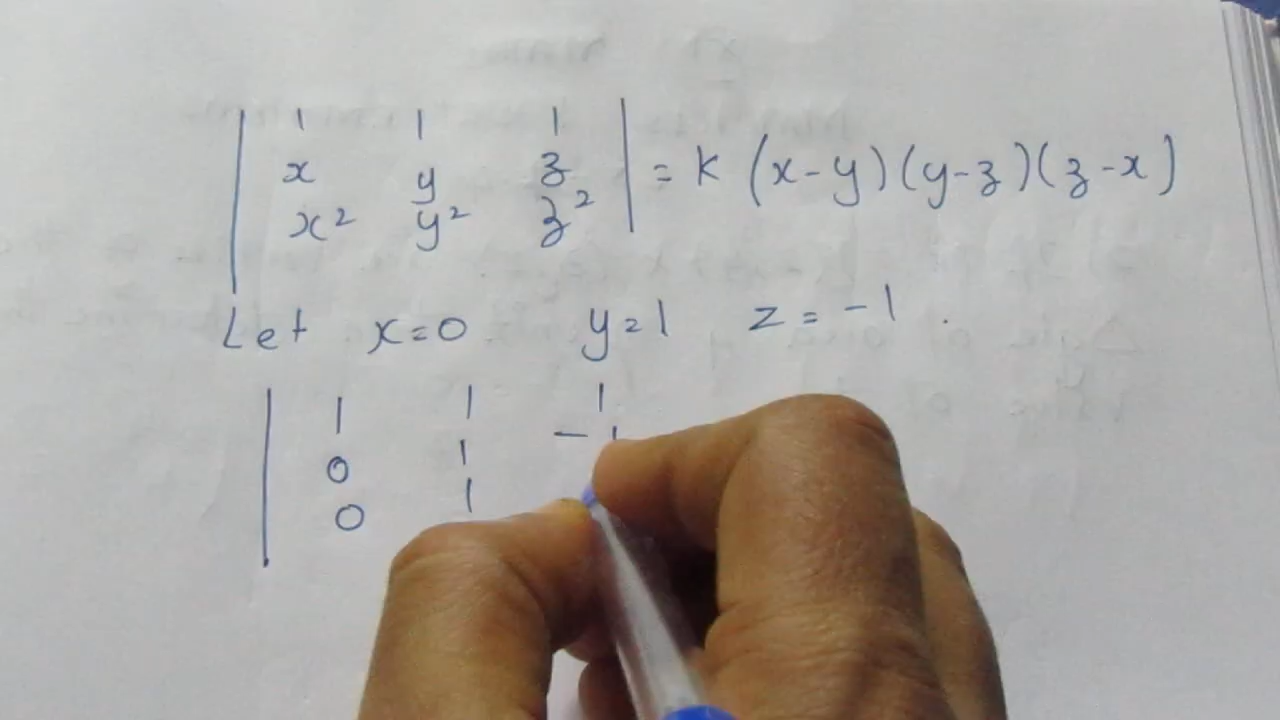 | 1 1 1 |
| x y z | = K (x-y)(y-z)(z-x)
| x² y² z² |
Let x=0 y=1 z=-1 .
| 1 1 1
0 1 -1
0 1